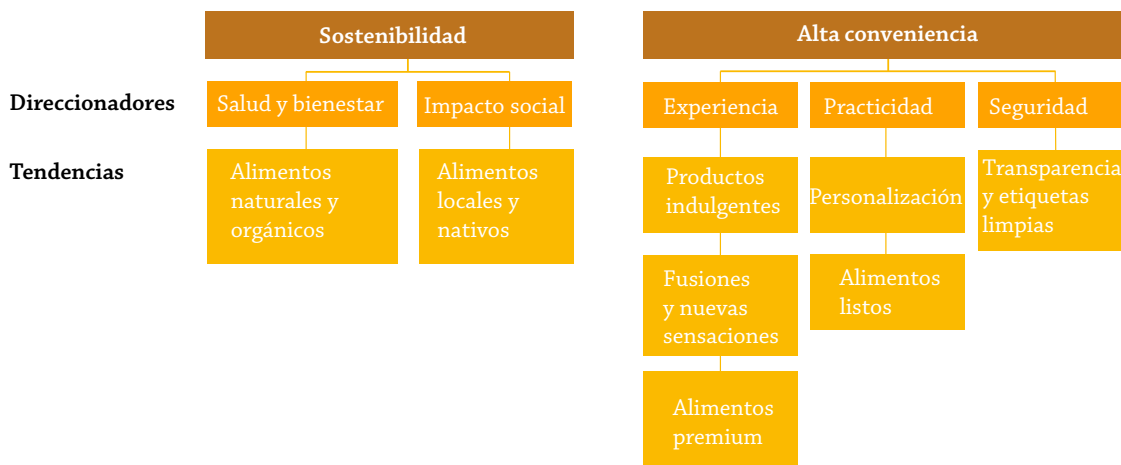 Sostenibilidad
Alta conveniencia
Direccionadores
Salud y bienestar
Impacto social
Experiencia
Practicidad
Seguridad
Tendencias
Alimentos
naturales y
orgánicos
Alimentos
locales y
nativos
Productos
indulgentes
Personalización
Transparencia
y etiquetas
limpias
Fusiones
y nuevas
sensaciones
Alimentos
listos
Alimentos
premium